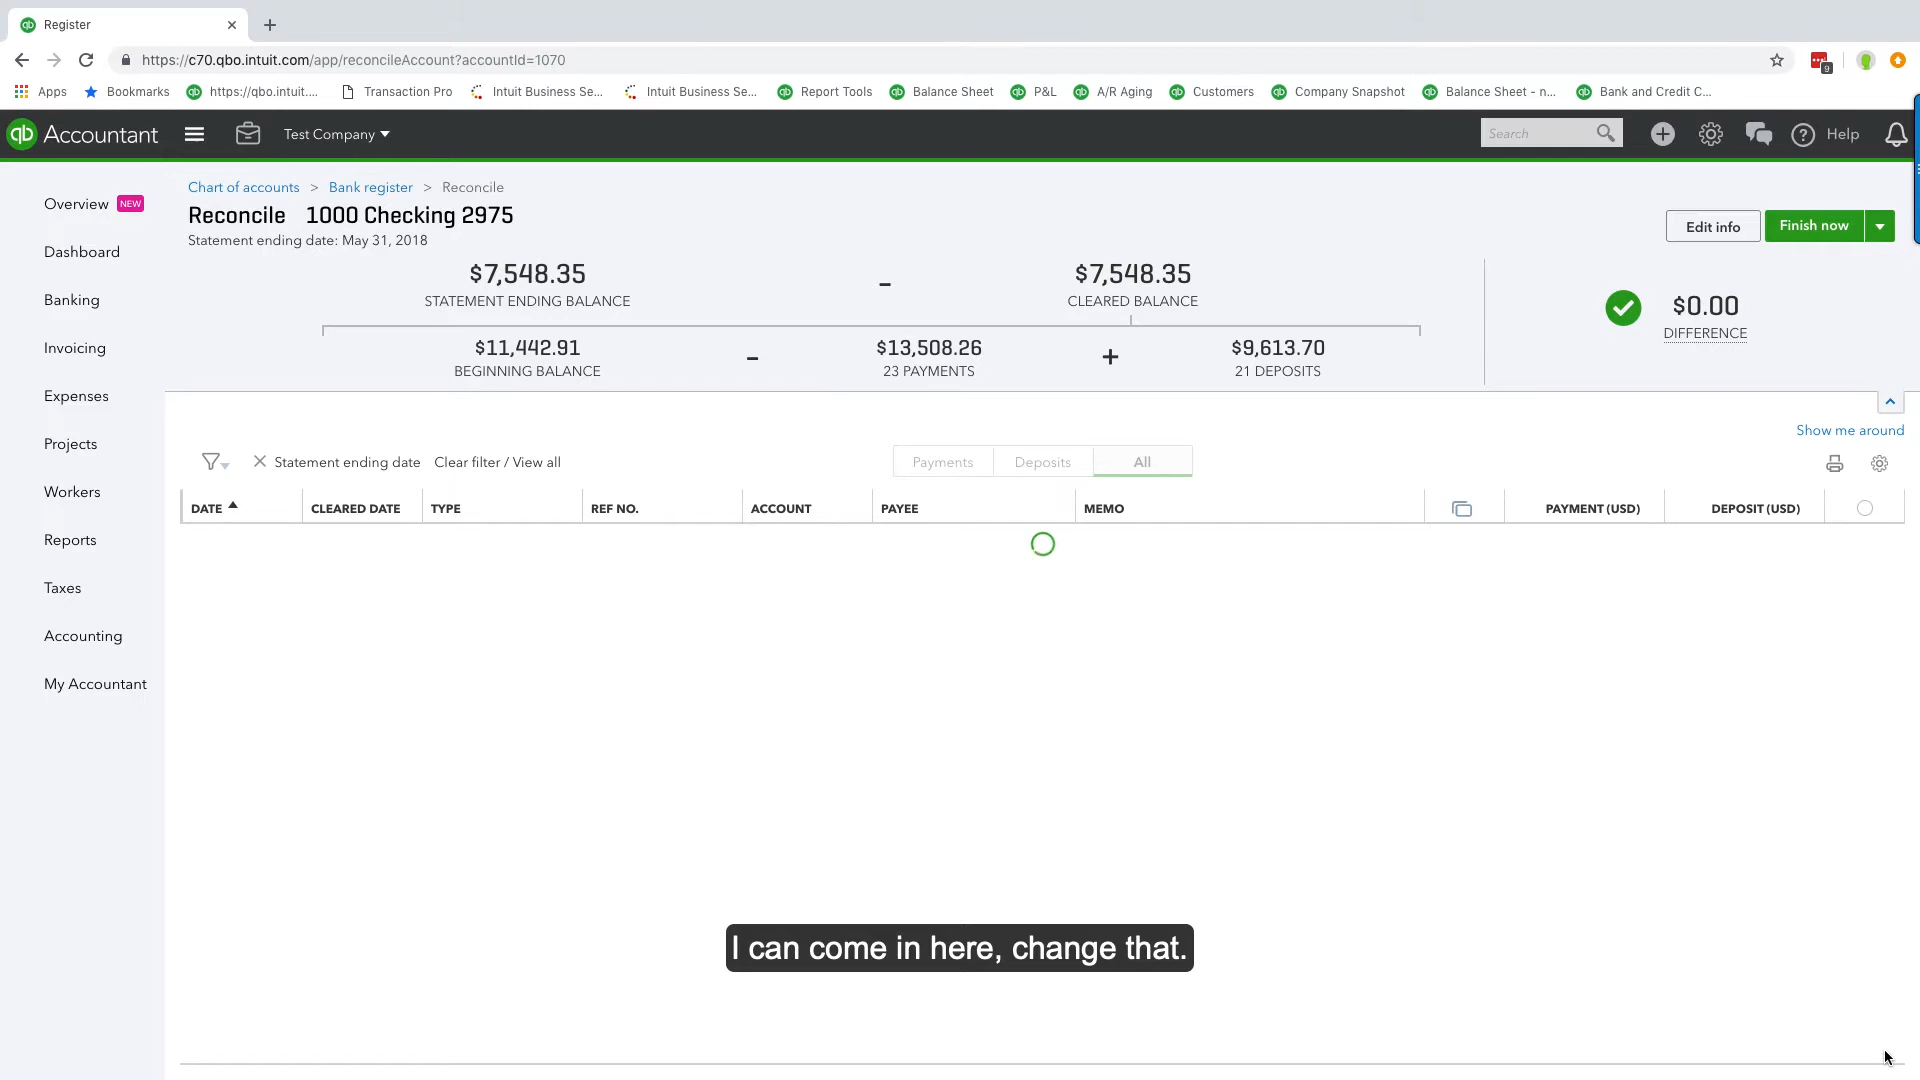 Register
https://c70.qbo.intuit.com/app/reconcileAccount?accountId=1070
9
Apps Bookmarks https://qbo.intuit.... Transaction Pro Intuit Business Se... Intuit Business Se... Report Tools Balance Sheet P&L A/R Aging Customers Company Snapshot Balance Sheet - n... Bank and Credit C...
qb Accountant Test Company Search Help
Overview NEW
Dashboard
Banking
Invoicing
Expenses
Projects
Workers
Reports
Taxes
Accounting
My Accountant
Chart of accounts > Bank register > Reconcile
Reconcile 1000 Checking 2975
Statement ending date: May 31, 2018
Edit info Finish now
$7,548.35 - $7,548.35
STATEMENT ENDING BALANCE CLEARED BALANCE
$0.00
DIFFERENCE
$11,442.91 - $13,508.26 + $9,613.70
BEGINNING BALANCE 23 PAYMENTS 21 DEPOSITS
Show me around
Statement ending date Clear filter / View all Payments Deposits All
DATE CLEARED DATE TYPE REF NO. ACCOUNT PAYEE MEMO PAYMENT (USD) DEPOSIT (USD)
I can come in here, change that.